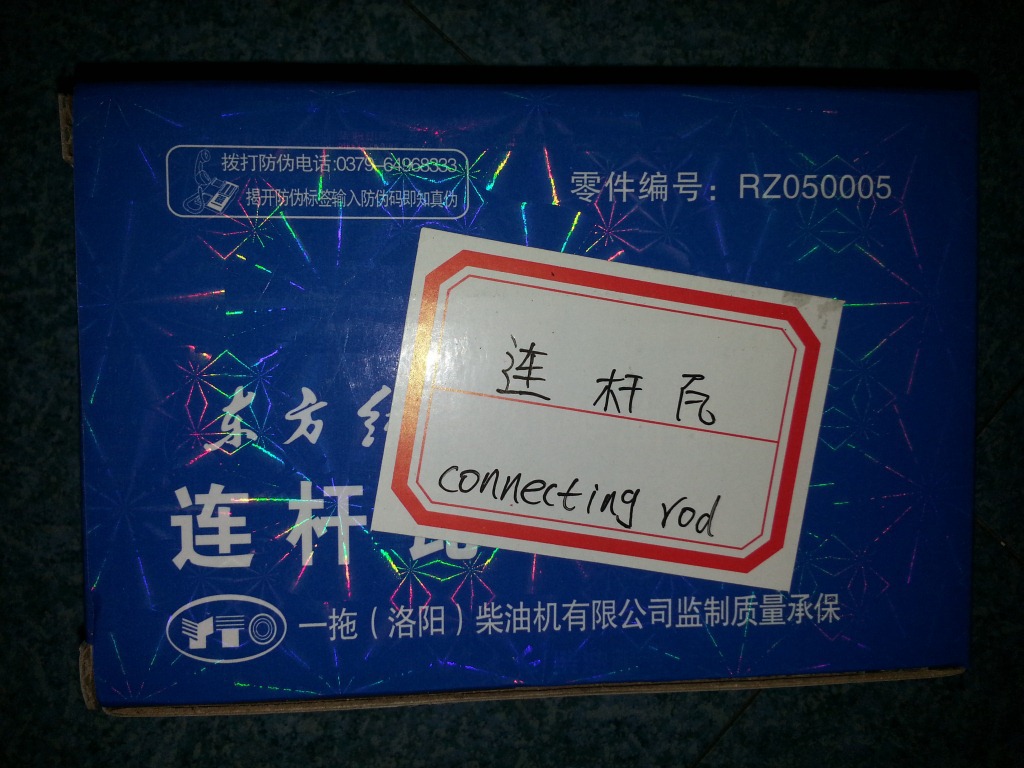 拨打防伪电话:0379-64968333
揭开防伪标签输入防伪码即知真伪
零件编号：RZ050005
连杆瓦
connecting rod
东方红
连杆瓦
YTO 一拖（洛阳）柴油机有限公司监制质量承保